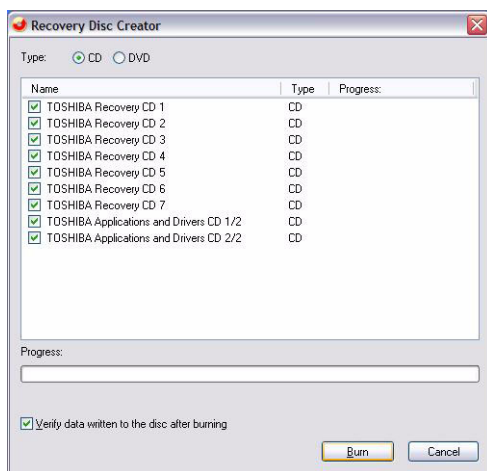 Recovery Disc Creator
Type: CD DVD
Name Type Progress:
TOSHIBA Recovery CD 1 CD
TOSHIBA Recovery CD 2 CD
TOSHIBA Recovery CD 3 CD
TOSHIBA Recovery CD 4 CD
TOSHIBA Recovery CD 5 CD
TOSHIBA Recovery CD 6 CD
TOSHIBA Recovery CD 7 CD
TOSHIBA Applications and Drivers CD 1/2 CD
TOSHIBA Applications and Drivers CD 2/2 CD
Progress:
Verify data written to the disc after burning
Burn Cancel